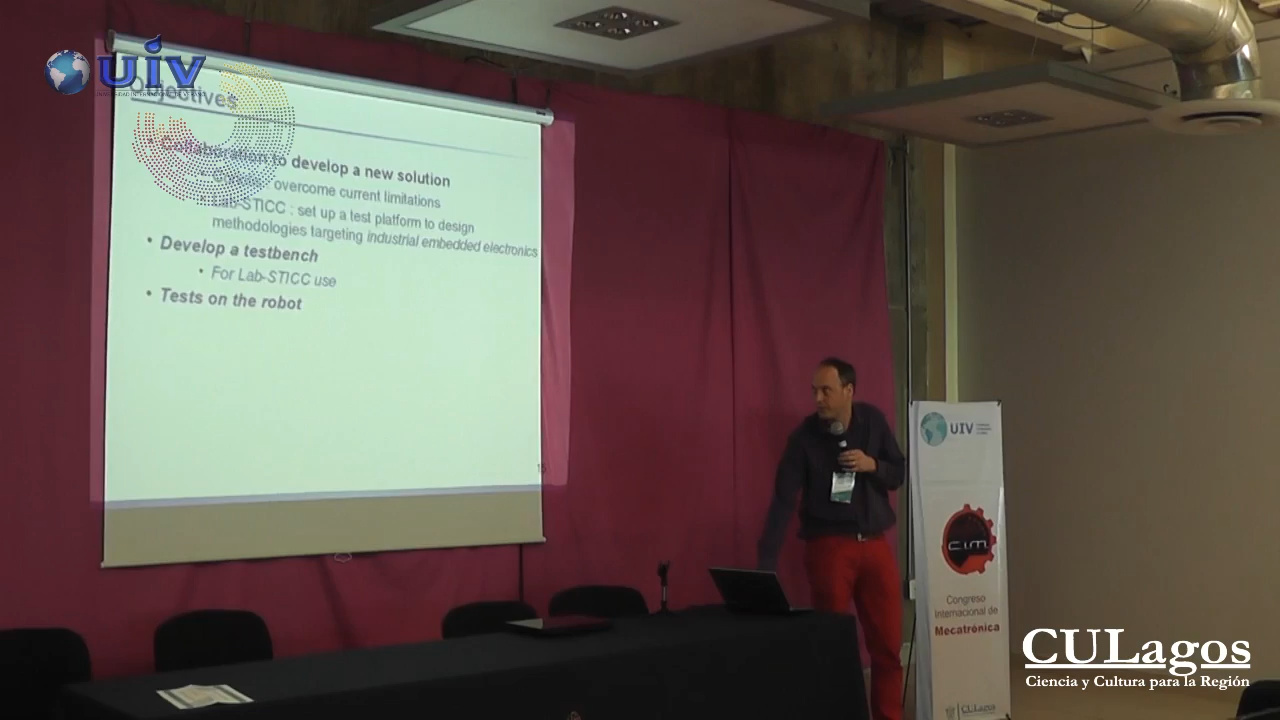 UIV
Objectives
• Collaboration to develop a new solution
overcome current limitations
Lab-STICC : set up a test platform to design
methodologies targeting industrial embedded electronics
• Develop a testbench
• For Lab-STICC use
• Tests on the robot
UIV
C.I.M
Congreso
Internacional de
Mecatrónica
CULagos
CULagos
Ciencia y Cultura para la Región